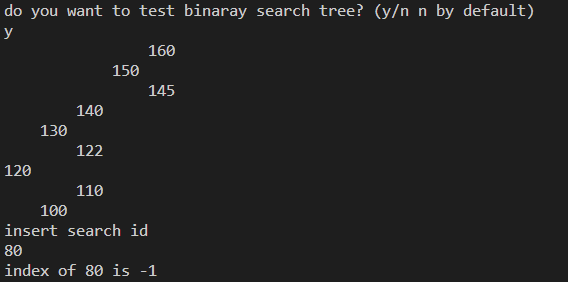 do you want to test binaray search tree? (y/n n by default)
y
160
150
145
140
130
122
120
110
100
insert search id
80
index of 80 is -1